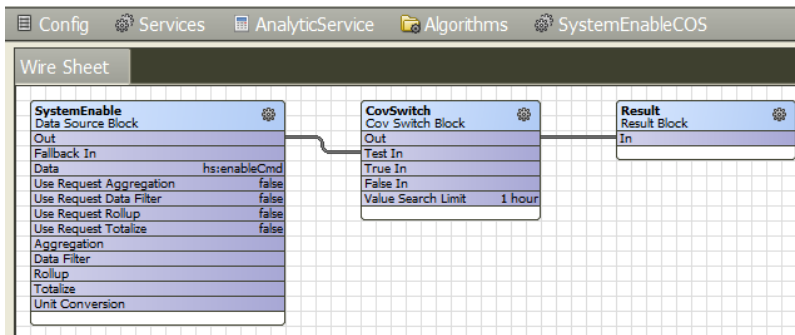 Config Services AnalyticService Algorithms SystemEnableCOS
Wire Sheet
SystemEnable
Data Source Block
Out
Fallback In
Data hs:enableCmd
Use Request Aggregation false
Use Request Data Filter false
Use Request Rollup false
Use Request Totalize false
Aggregation
Data Filter
Rollup
Totalize
Unit Conversion
CovSwitch
Cov Switch Block
Out
Test In
True In
False In
Value Search Limit 1 hour
Result
Result Block
In